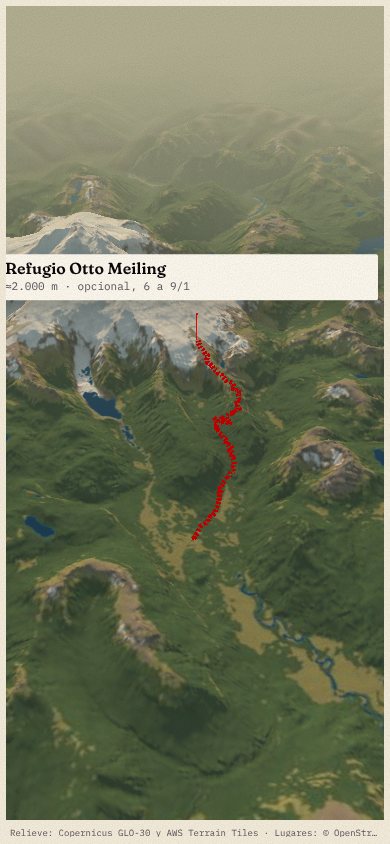 Refugio Otto Meiling
≈2.000 m · opcional, 6 a 9/1
Relieve: Copernicus GLO-30 y AWS Terrain Tiles · Lugares: © OpenStr…